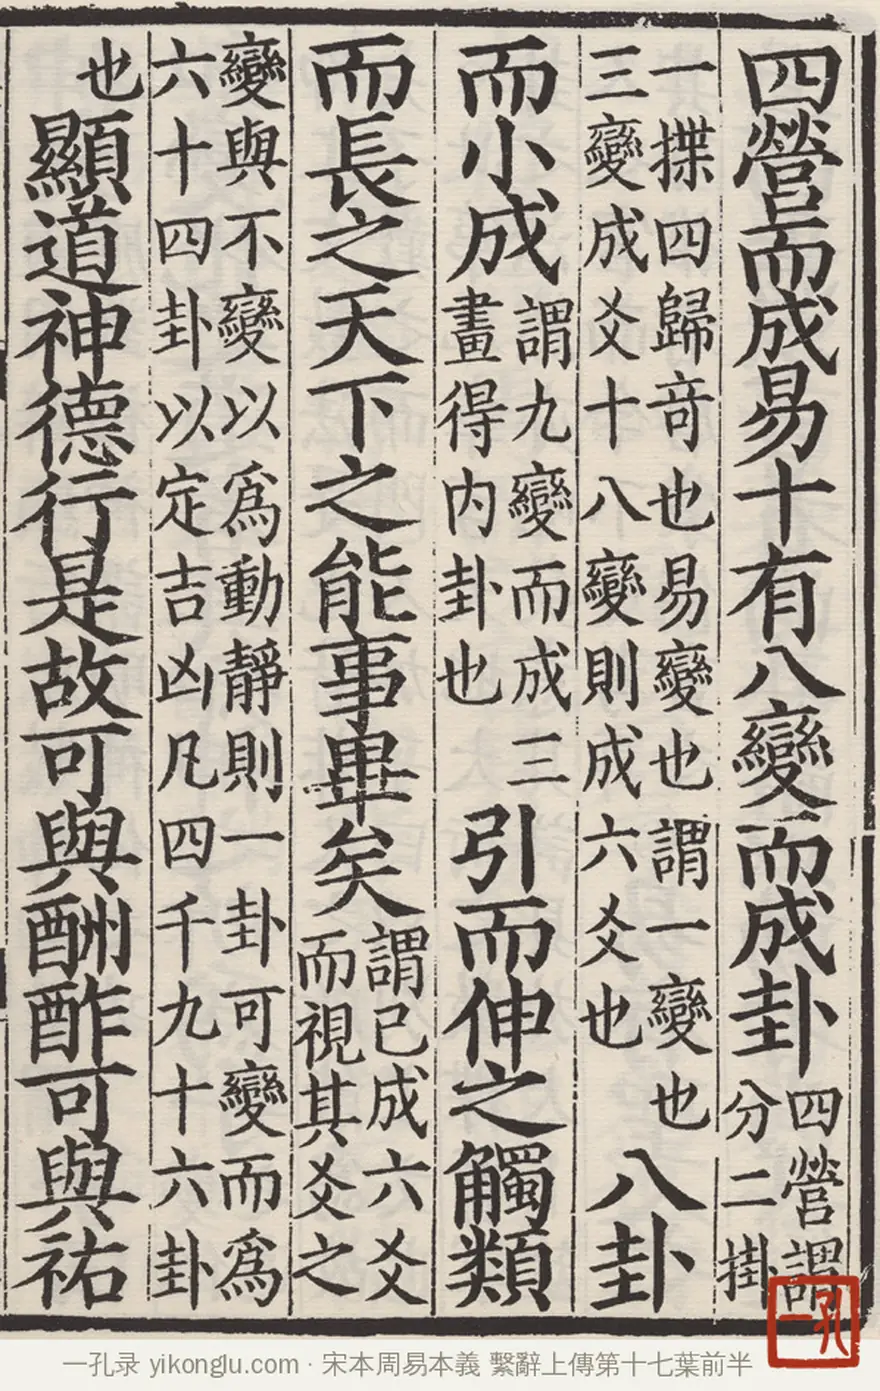 四營而成易十有八變而成卦四營謂分二掛
一揲四歸竒也易變也謂一變也三變成爻十八變則成六爻也八卦
而小成謂九變而成三畫得内卦也引而伸之觸類
而長之天下之能事畢矣謂已成六爻而視其爻之
變與不變以爲動靜則一卦可變而爲六十四卦以定吉凶凡四千九十六卦
也顯道神德行是故可與酬酢可與祐
一孔
一孔录 yikonglu.com · 宋本周易本義 繫辭上傳第十七葉前半